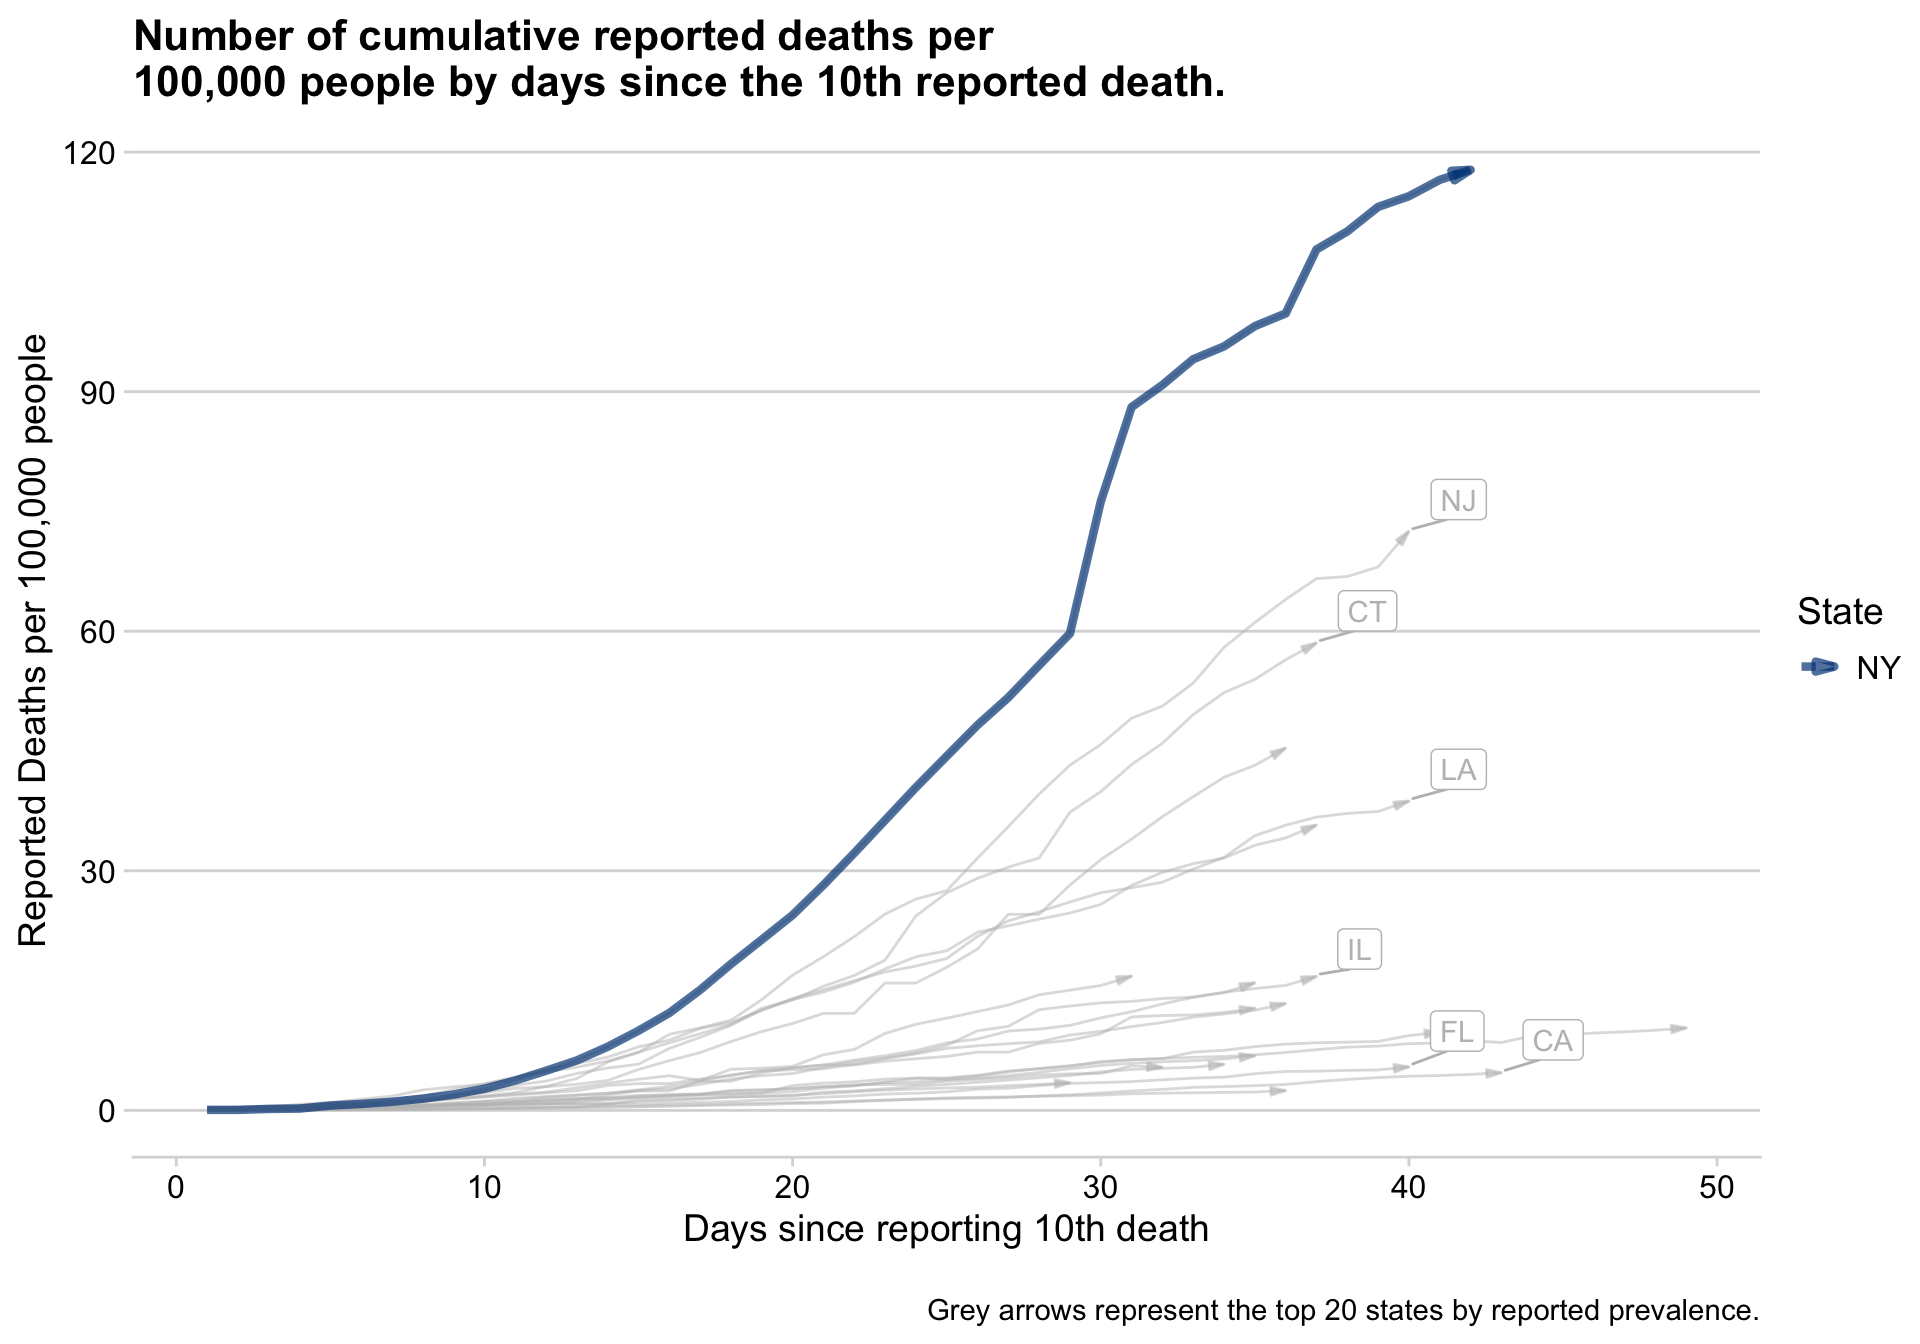 Number of cumulative reported deaths per
100,000 people by days since the 10th reported death.
Reported Deaths per 100,000 people
120
90
60
30
0
NJ
CT
LA
IL
FL
CA
State
NY
0 10 20 30 40 50
Days since reporting 10th death
Grey arrows represent the top 20 states by reported prevalence.